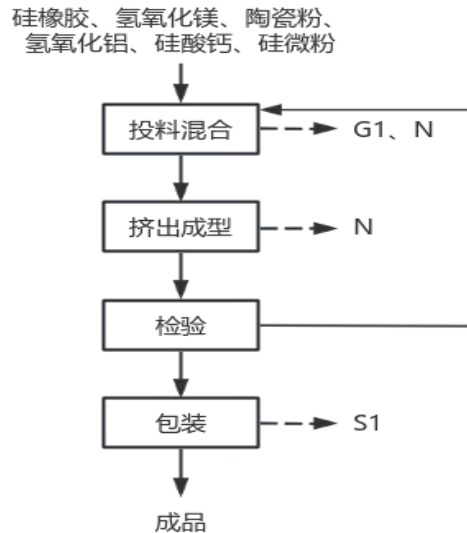 硅橡胶、氢氧化镁、陶瓷粉、
氢氧化铝、硅酸钙、硅微粉
投料混合
G1、N
挤出成型
N
检验
包装
S1
成品